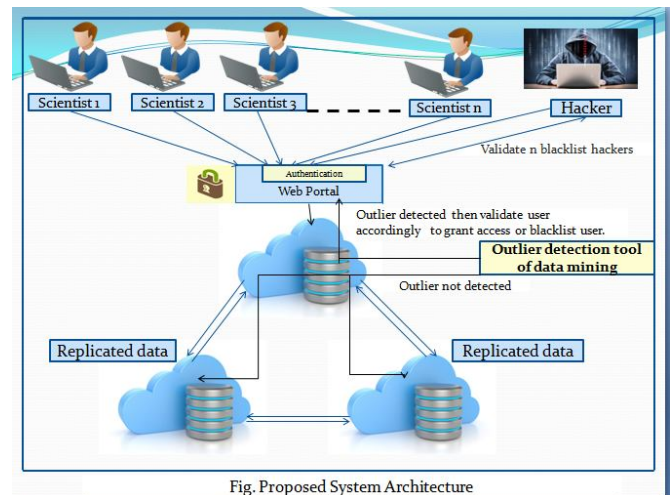 Scientist 1
Scientist 2
Scientist 3
Scientist n
Hacker
Validate n blacklist hackers
Authentication
Web Portal
Outlier detected then validate user
accordingly to grant access or blacklist user.
Outlier detection tool
of data mining
Outlier not detected
Replicated data
Replicated data
Fig. Proposed System Architecture